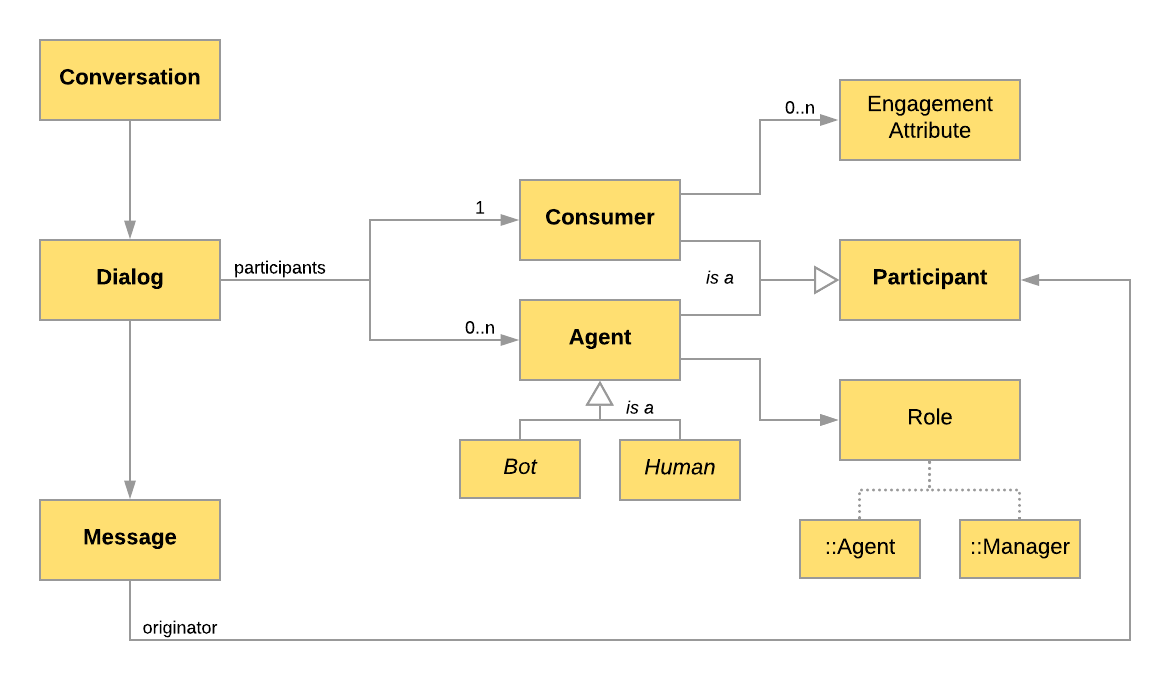 Conversation
Engagement
Attribute
0..n
Consumer
1
Dialog
participants
is a
Participant
0..n
Agent
is a
Role
Bot
Human
Message
::Agent
::Manager
originator